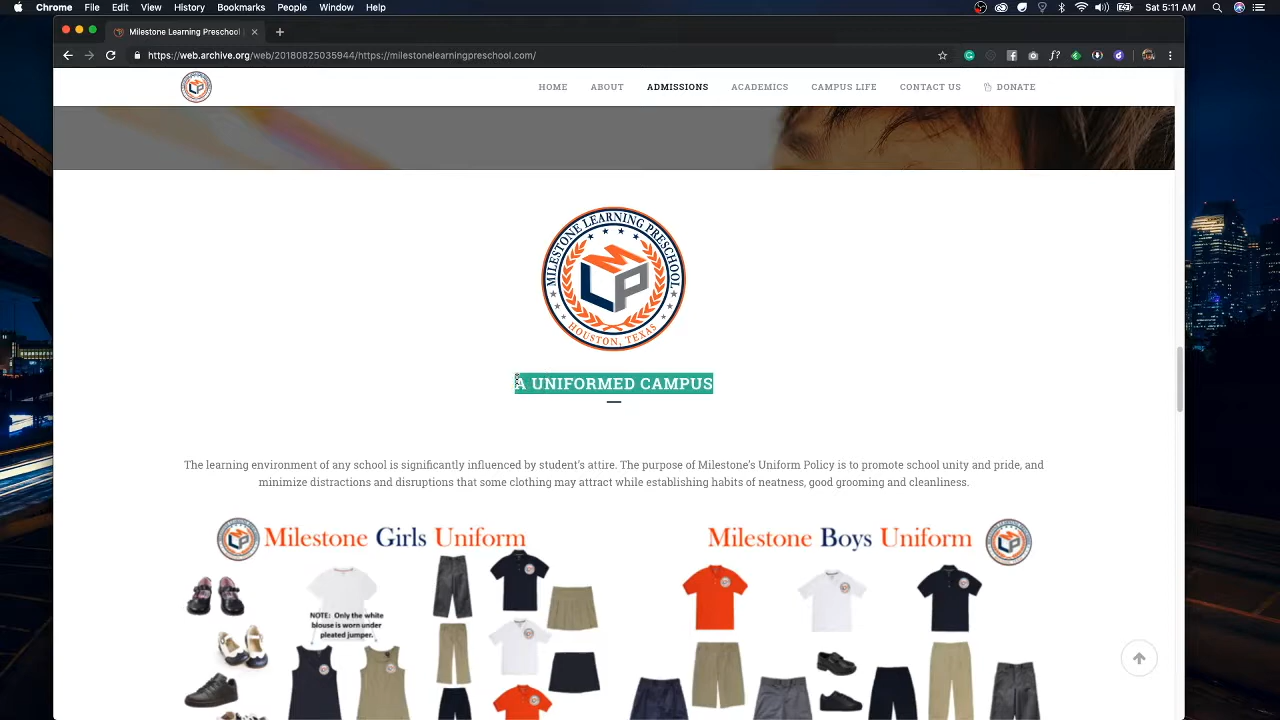 Chrome File Edit View History Bookmarks People Window Help
Sat 5:11 AM
Milestone Learning Preschool |
https://web.archive.org/web/20180825035944/https://milestonelearningpreschool.com/
HOME ABOUT ADMISSIONS ACADEMICS CAMPUS LIFE CONTACT US DONATE
MILESTONE LEARNING PRESCHOOL
LMP
HOUSTON, TEXAS
A UNIFORMED CAMPUS
The learning environment of any school is significantly influenced by student's attire. The purpose of Milestone's Uniform Policy is to promote school unity and pride, and
minimize distractions and disruptions that some clothing may attract while establishing habits of neatness, good grooming and cleanliness.
Milestone Girls Uniform
Milestone Boys Uniform
NOTE: Only the white
blouse is worn under
pleated jumper.